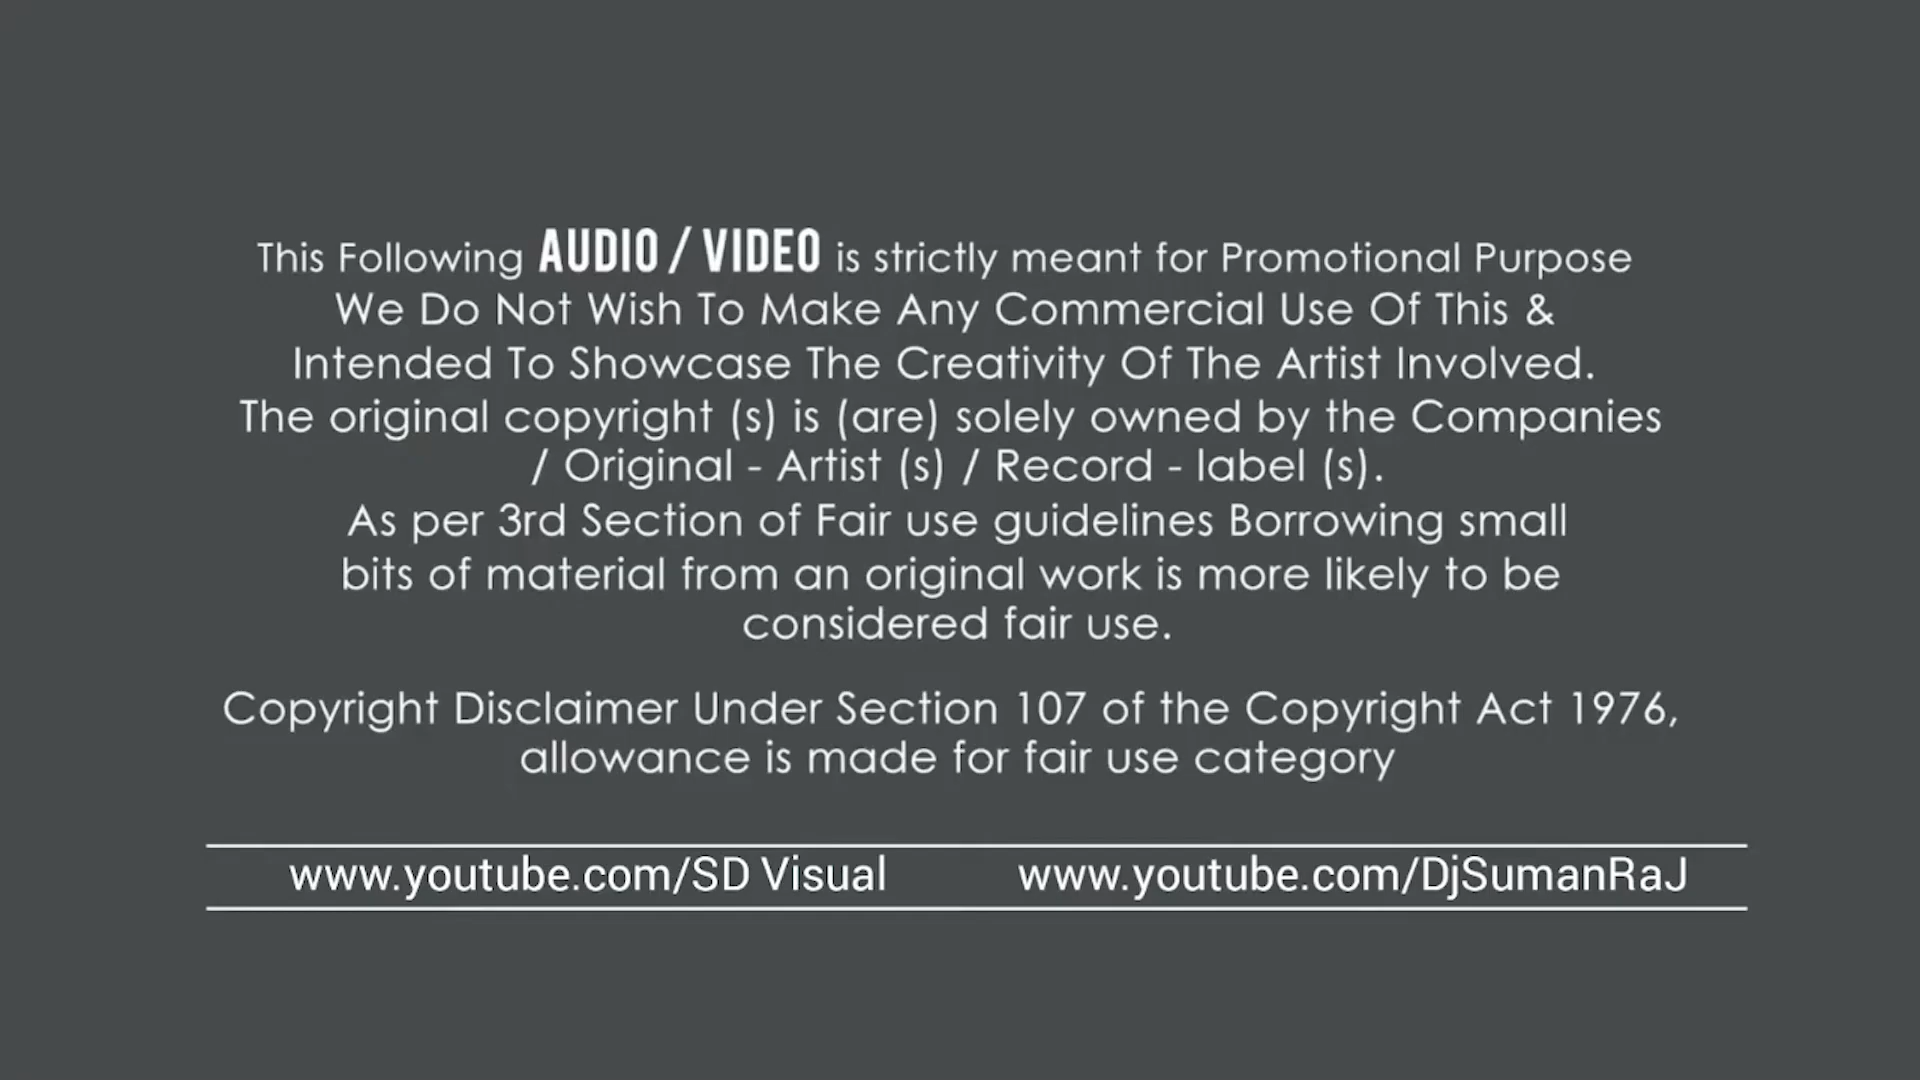 This Following AUDIO / VIDEO is strictly meant for Promotional Purpose
We Do Not Wish To Make Any Commercial Use Of This &
Intended To Showcase The Creativity Of The Artist Involved.
The original copyright (s) is (are) solely owned by the Companies
/ Original - Artist (s) / Record - label (s).
As per 3rd Section of Fair use guidelines Borrowing small
bits of material from an original work is more likely to be
considered fair use.
Copyright Disclaimer Under Section 107 of the Copyright Act 1976,
allowance is made for fair use category
www.youtube.com/SD Visual www.youtube.com/DjSumanRaJ